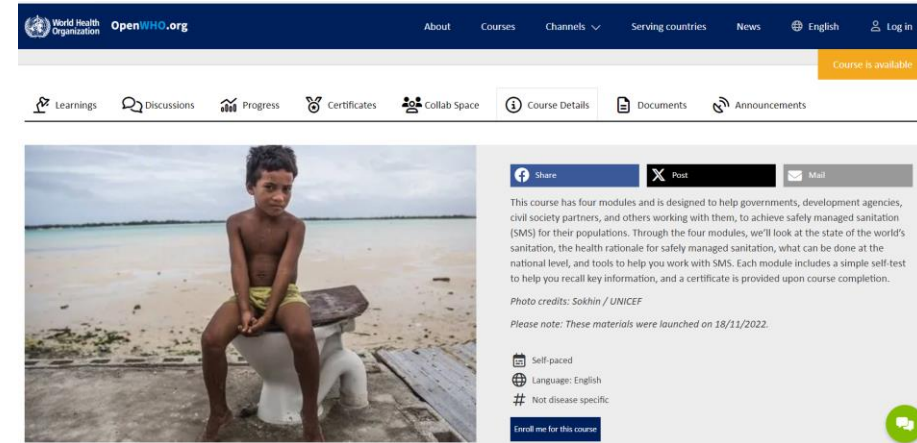 World Health
Organization
OpenWHO.org
About
Courses
Channels
Serving countries
News
English
Log in
Course is available
Learnings
Discussions
Progress
Certificates
Collab Space
Course Details
Documents
Announcements
Share
Post
Mail
This course has four modules and is designed to help governments, development agencies,
civil society partners, and others working with them, to achieve safely managed sanitation
(SMS) for their populations. Through the four modules, we'll look at the state of the world's
sanitation, the health rationale for safely managed sanitation, what can be done at the
national level, and tools to help you work with SMS. Each module includes a simple self-test
to help you recall key information, and a certificate is provided upon course completion.
Photo credits: Sokhin / UNICEF
Please note: These materials were launched on 18/11/2022.
Self-paced
Language: English
# Not disease specific
Enroll me for this course